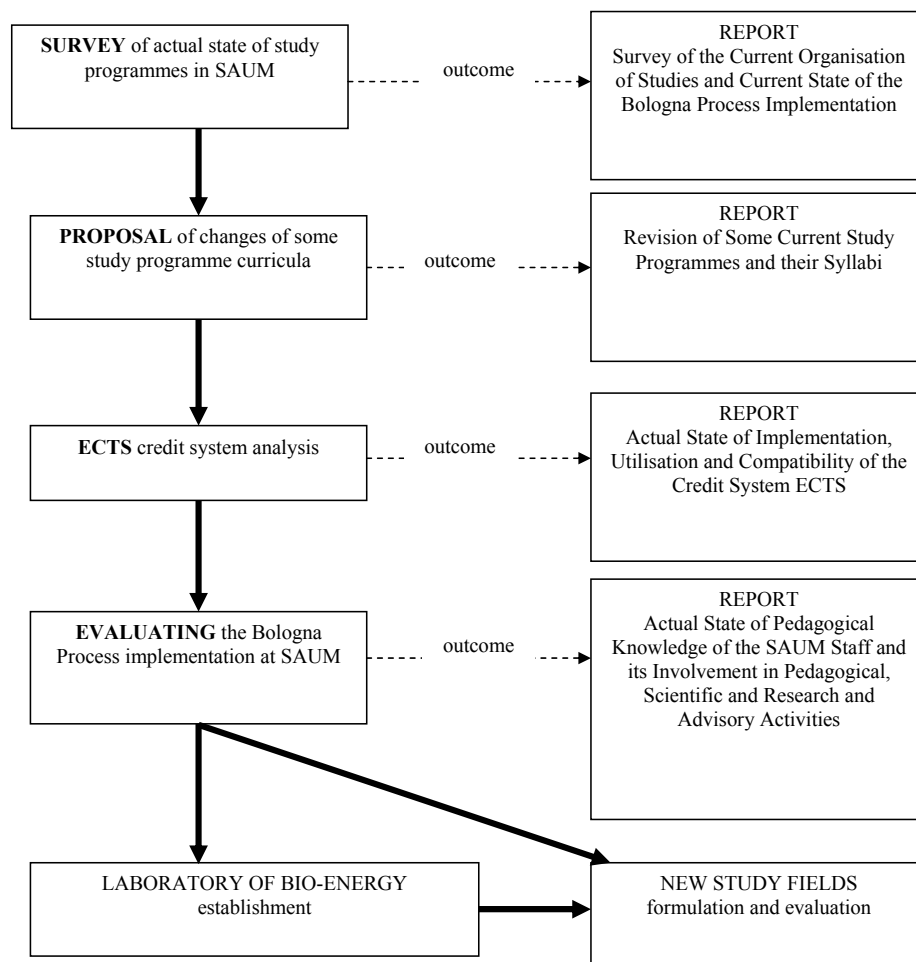 SURVEY of actual state of study
programmes in SAUM
outcome
REPORT
Survey of the Current Organisation
of Studies and Current State of the
Bologna Process Implementation
PROPOSAL of changes of some
study programme curricula
outcome
REPORT
Revision of Some Current Study
Programmes and their Syllabi
ECTS credit system analysis
outcome
REPORT
Actual State of Implementation,
Utilisation and Compatibility of the
Credit System ECTS
EVALUATING the Bologna
Process implementation at SAUM
outcome
REPORT
Actual State of Pedagogical
Knowledge of the SAUM Staff and
its Involvement in Pedagogical,
Scientific and Research and
Advisory Activities
LABORATORY OF BIO-ENERGY
establishment
NEW STUDY FIELDS
formulation and evaluation